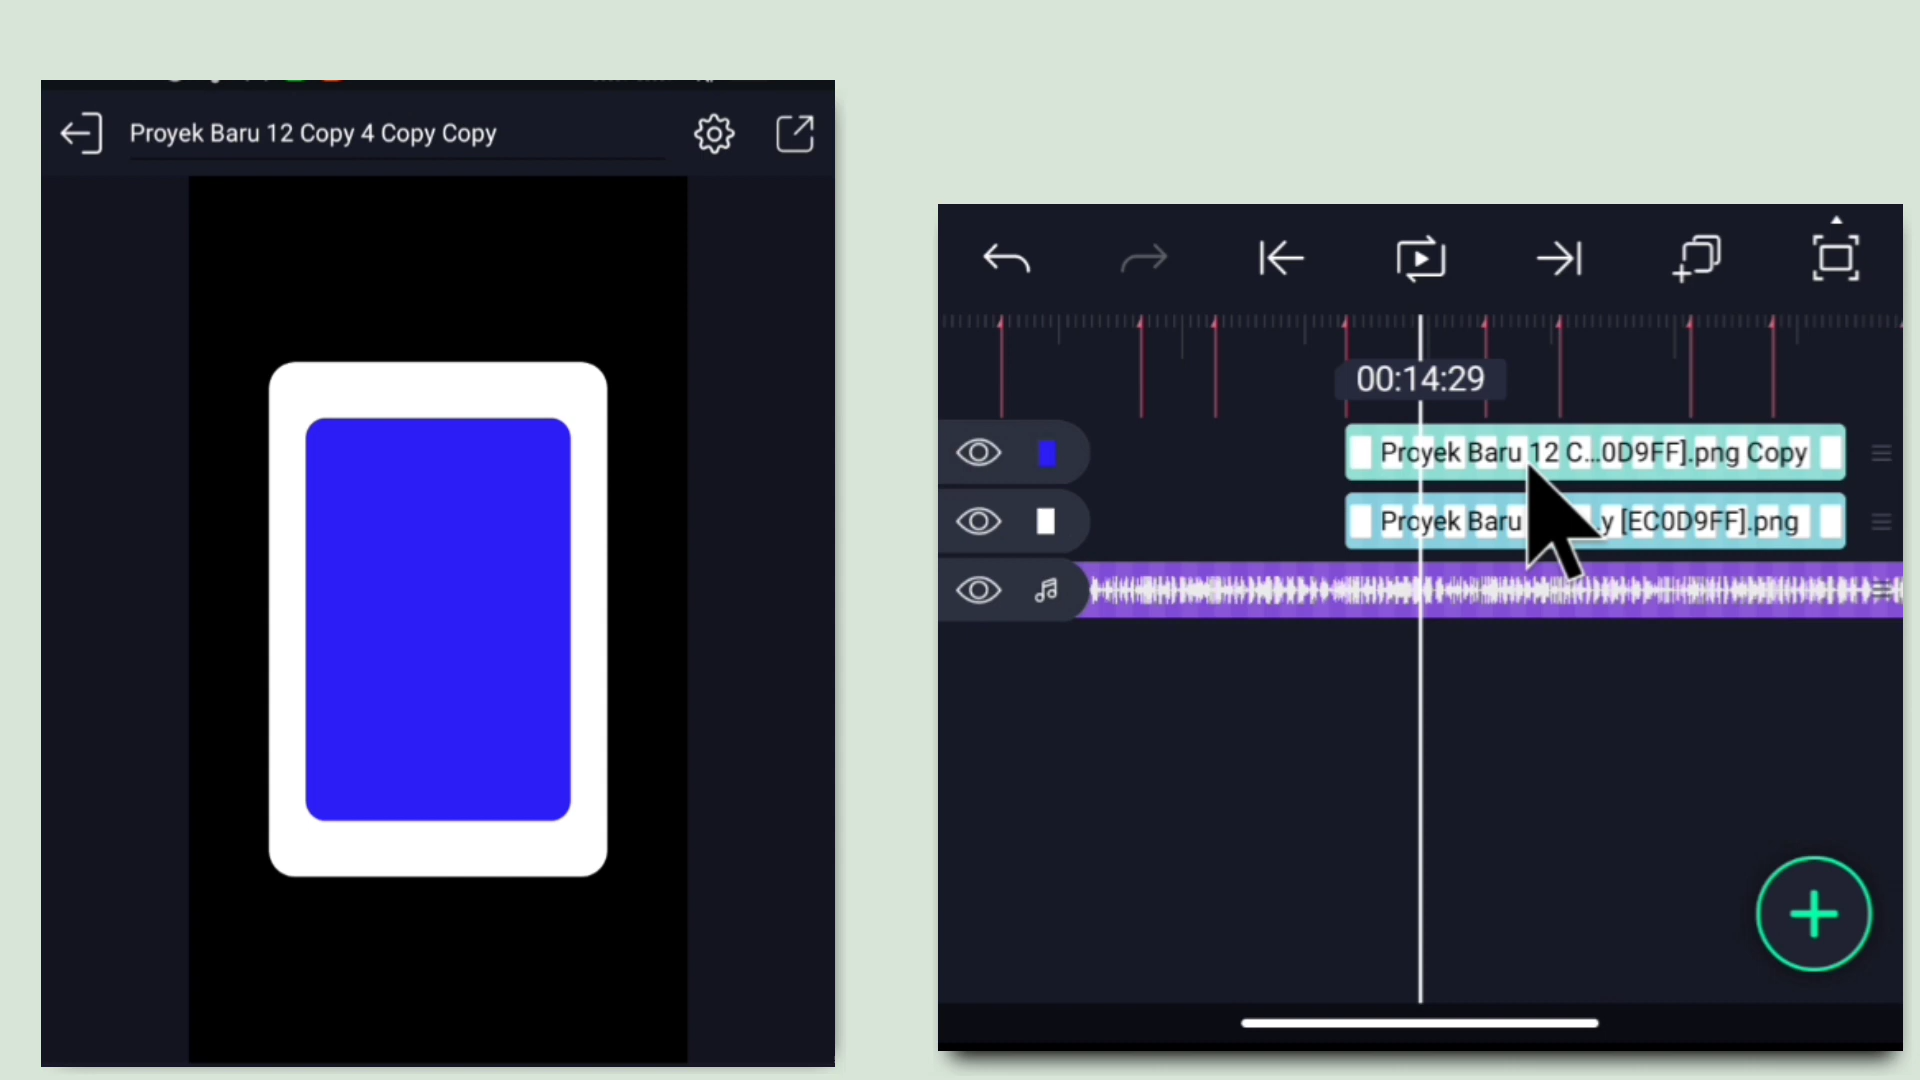 Proyek Baru 12 Copy 4 Copy Copy
00:14:29
Proyek Baru 12 C...0D9FF].png Copy
Proyek Baru ...y [EC0D9FF].png